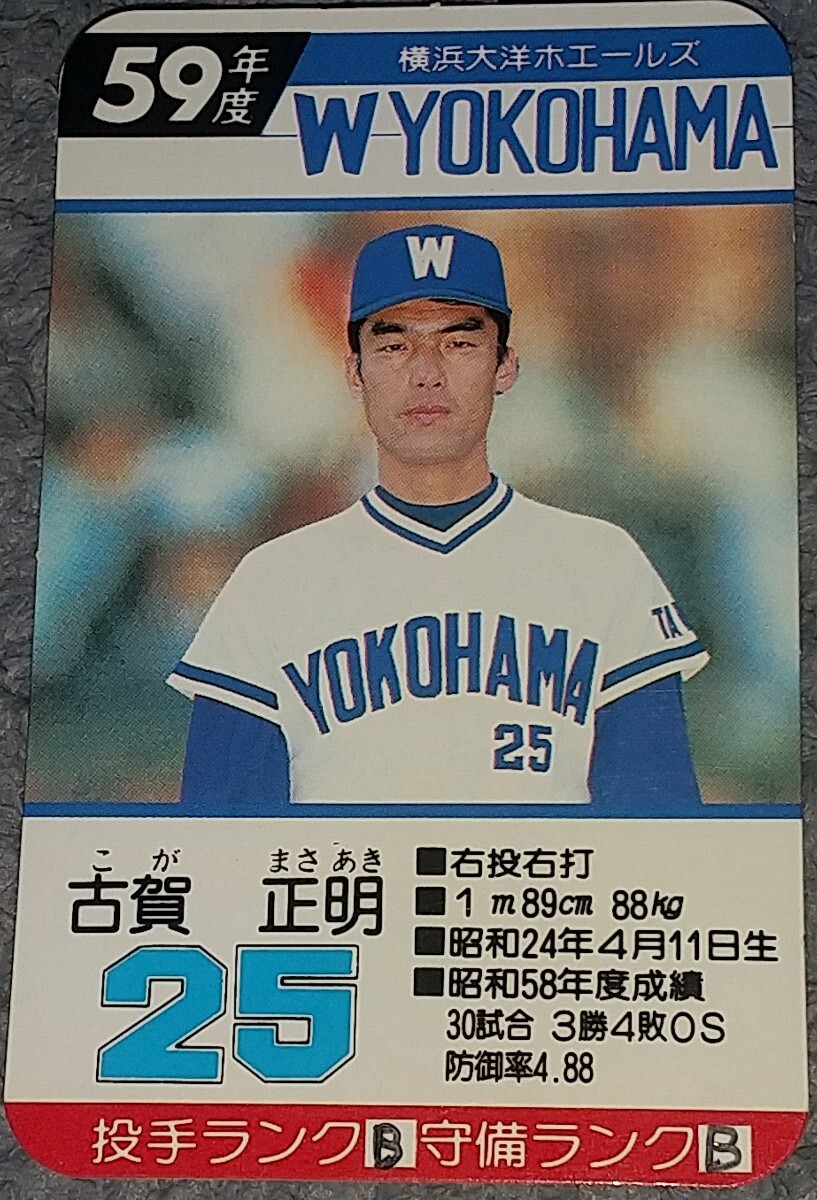 59年度
横浜大洋ホエールズ
W YOKOHAMA
W
TA
YOKOHAMA
25
こが まさあき
古賀 正明
25
■右投右打
■1m89cm 88kg
■昭和24年4月11日生
■昭和58年度成績
30試合 3勝4敗0S
防御率4.88
投手ランクB 守備ランクB